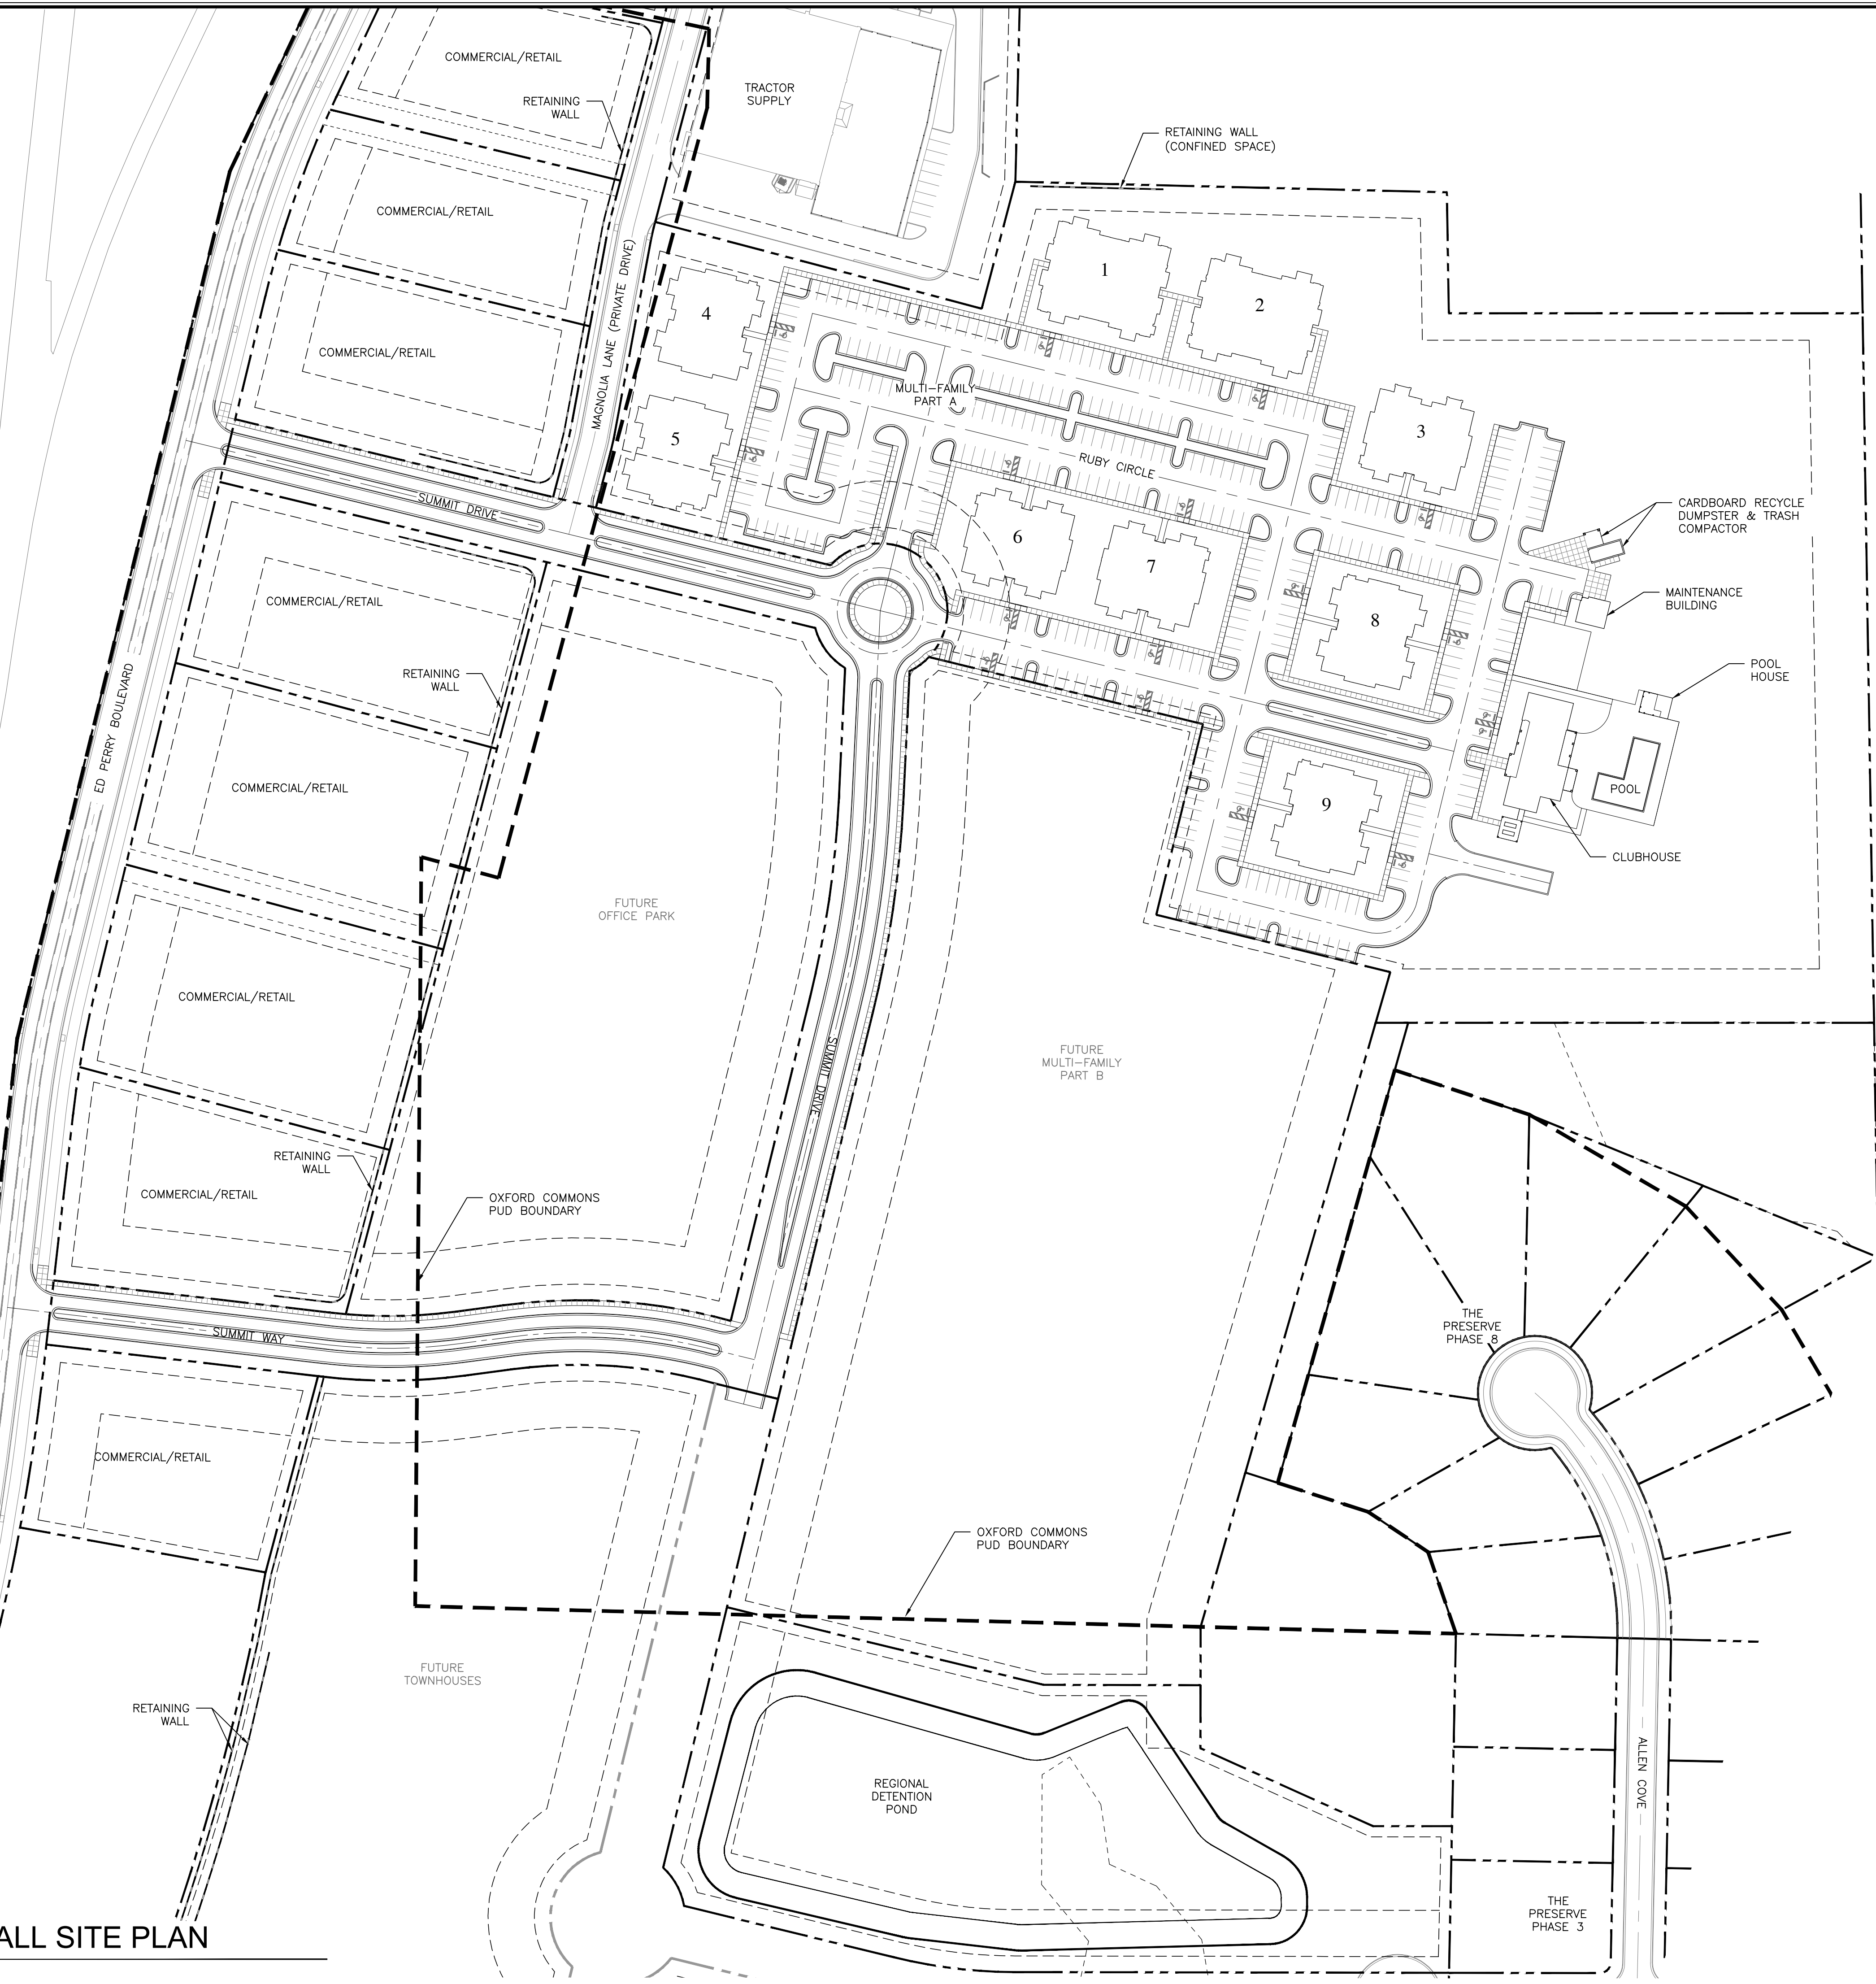 COMMERCIAL/RETAIL
RETAINING
WALL
TRACTOR
SUPPLY
RETAINING WALL
(CONFINED SPACE)
COMMERCIAL/RETAIL
MAGNOLIA LANE (PRIVATE DRIVE)
COMMERCIAL/RETAIL
1
2
3
4
5
MULTI-FAMILY
PART A
RUBY CIRCLE
SUMMIT DRIVE
CARDBOARD RECYCLE
DUMPSTER & TRASH
COMPACTOR
6
7
8
MAINTENANCE
BUILDING
COMMERCIAL/RETAIL
RETAINING
WALL
POOL
HOUSE
ED PERRY BOULEVARD
COMMERCIAL/RETAIL
9
POOL
CLUBHOUSE
FUTURE
OFFICE PARK
COMMERCIAL/RETAIL
SUMMIT DRIVE
FUTURE
MULTI-FAMILY
PART B
RETAINING
WALL
COMMERCIAL/RETAIL
OXFORD COMMONS
PUD BOUNDARY
SUMMIT WAY
THE
PRESERVE
PHASE 8
COMMERCIAL/RETAIL
OXFORD COMMONS
PUD BOUNDARY
FUTURE
TOWNHOUSES
RETAINING
WALL
REGIONAL
DETENTION
POND
ALLEN COVE
THE
PRESERVE
PHASE 3
ALL SITE PLAN